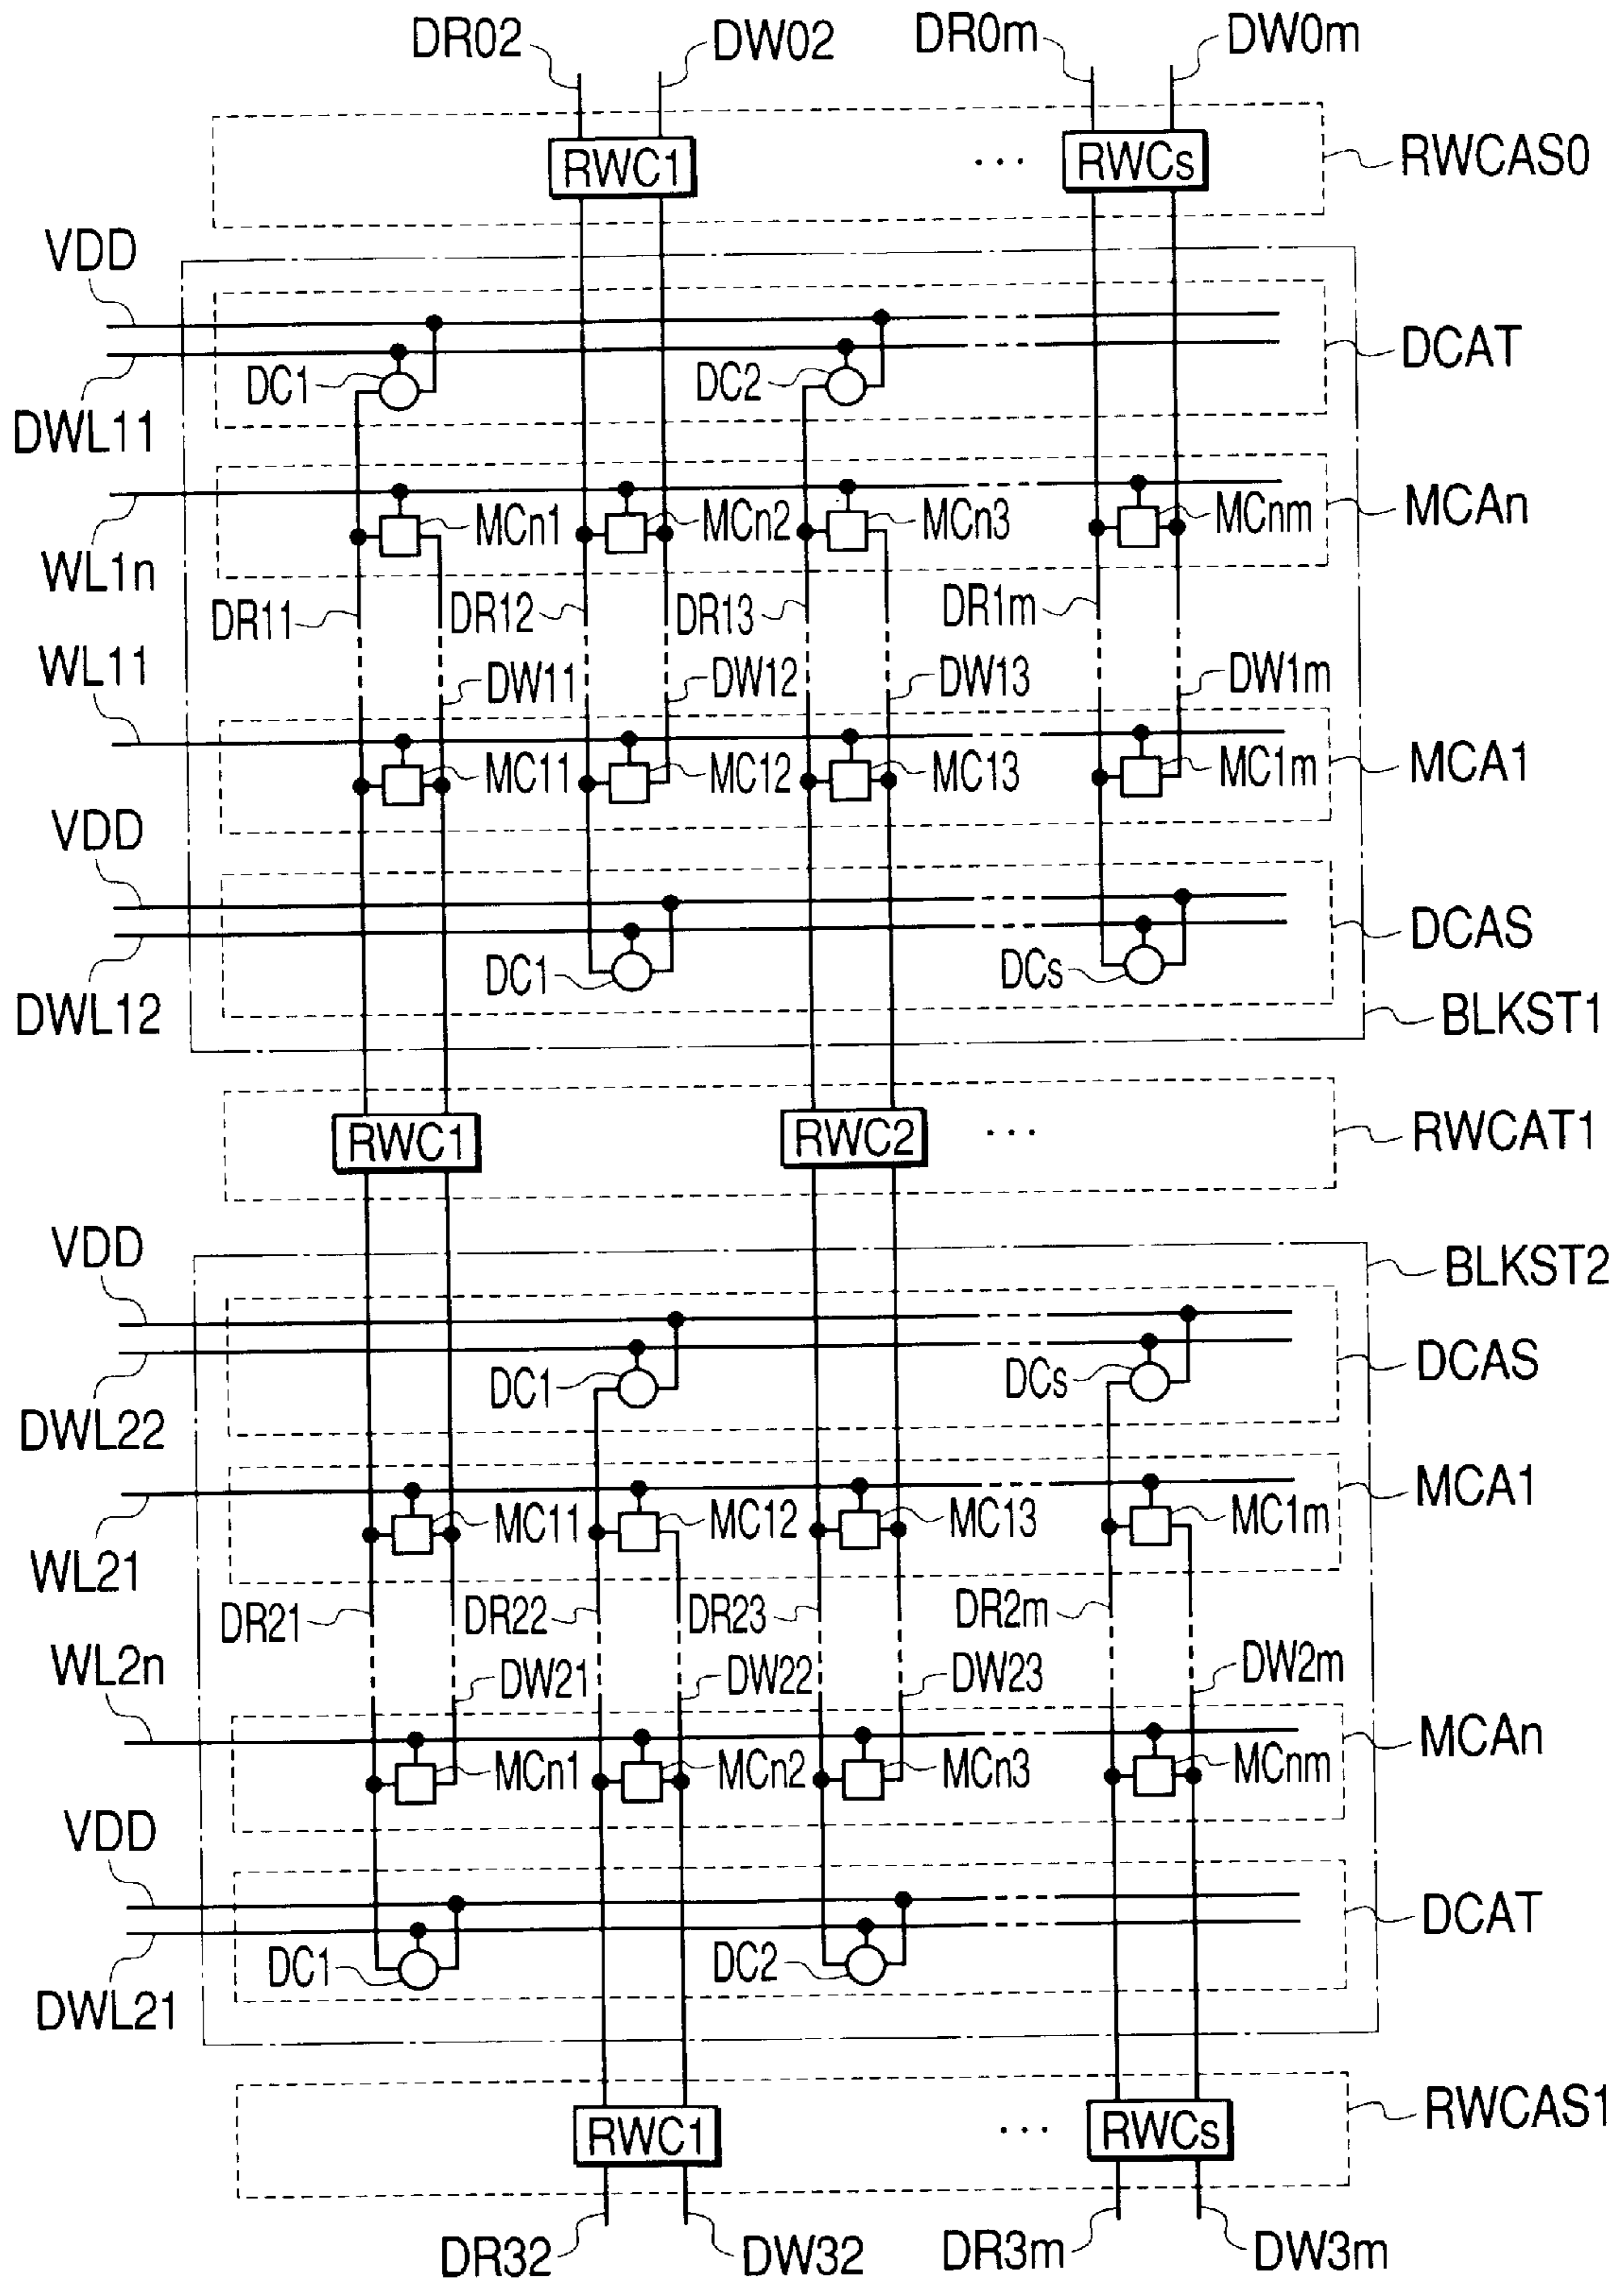 DR02 DW02 DR0m DW0m
RWC1 ... RWCs RWCAS0
VDD
DCAT
DC1 DC2
DWL11
MCn1 MCn2 MCn3 MCnm MCAn
WL1n
DR11 DR12 DR13 DR1m
WL11
DW11 DW12 DW13 DW1m
MC11 MC12 MC13 MC1m MCA1
VDD
DCAS
DC1 DCs
DWL12 BLKST1
RWC1 RWC2 ... RWCAT1
VDD BLKST2
DC1 DCs DCAS
DWL22
MC11 MC12 MC13 MC1m MCA1
WL21
DR21 DR22 DR23 DR2m
WL2n
DW21 DW22 DW23 DW2m
MCn1 MCn2 MCn3 MCnm MCAn
VDD
DCAT
DC1 DC2
DWL21
RWC1 ... RWCs RWCAS1
DR32 DW32 DR3m DW3m